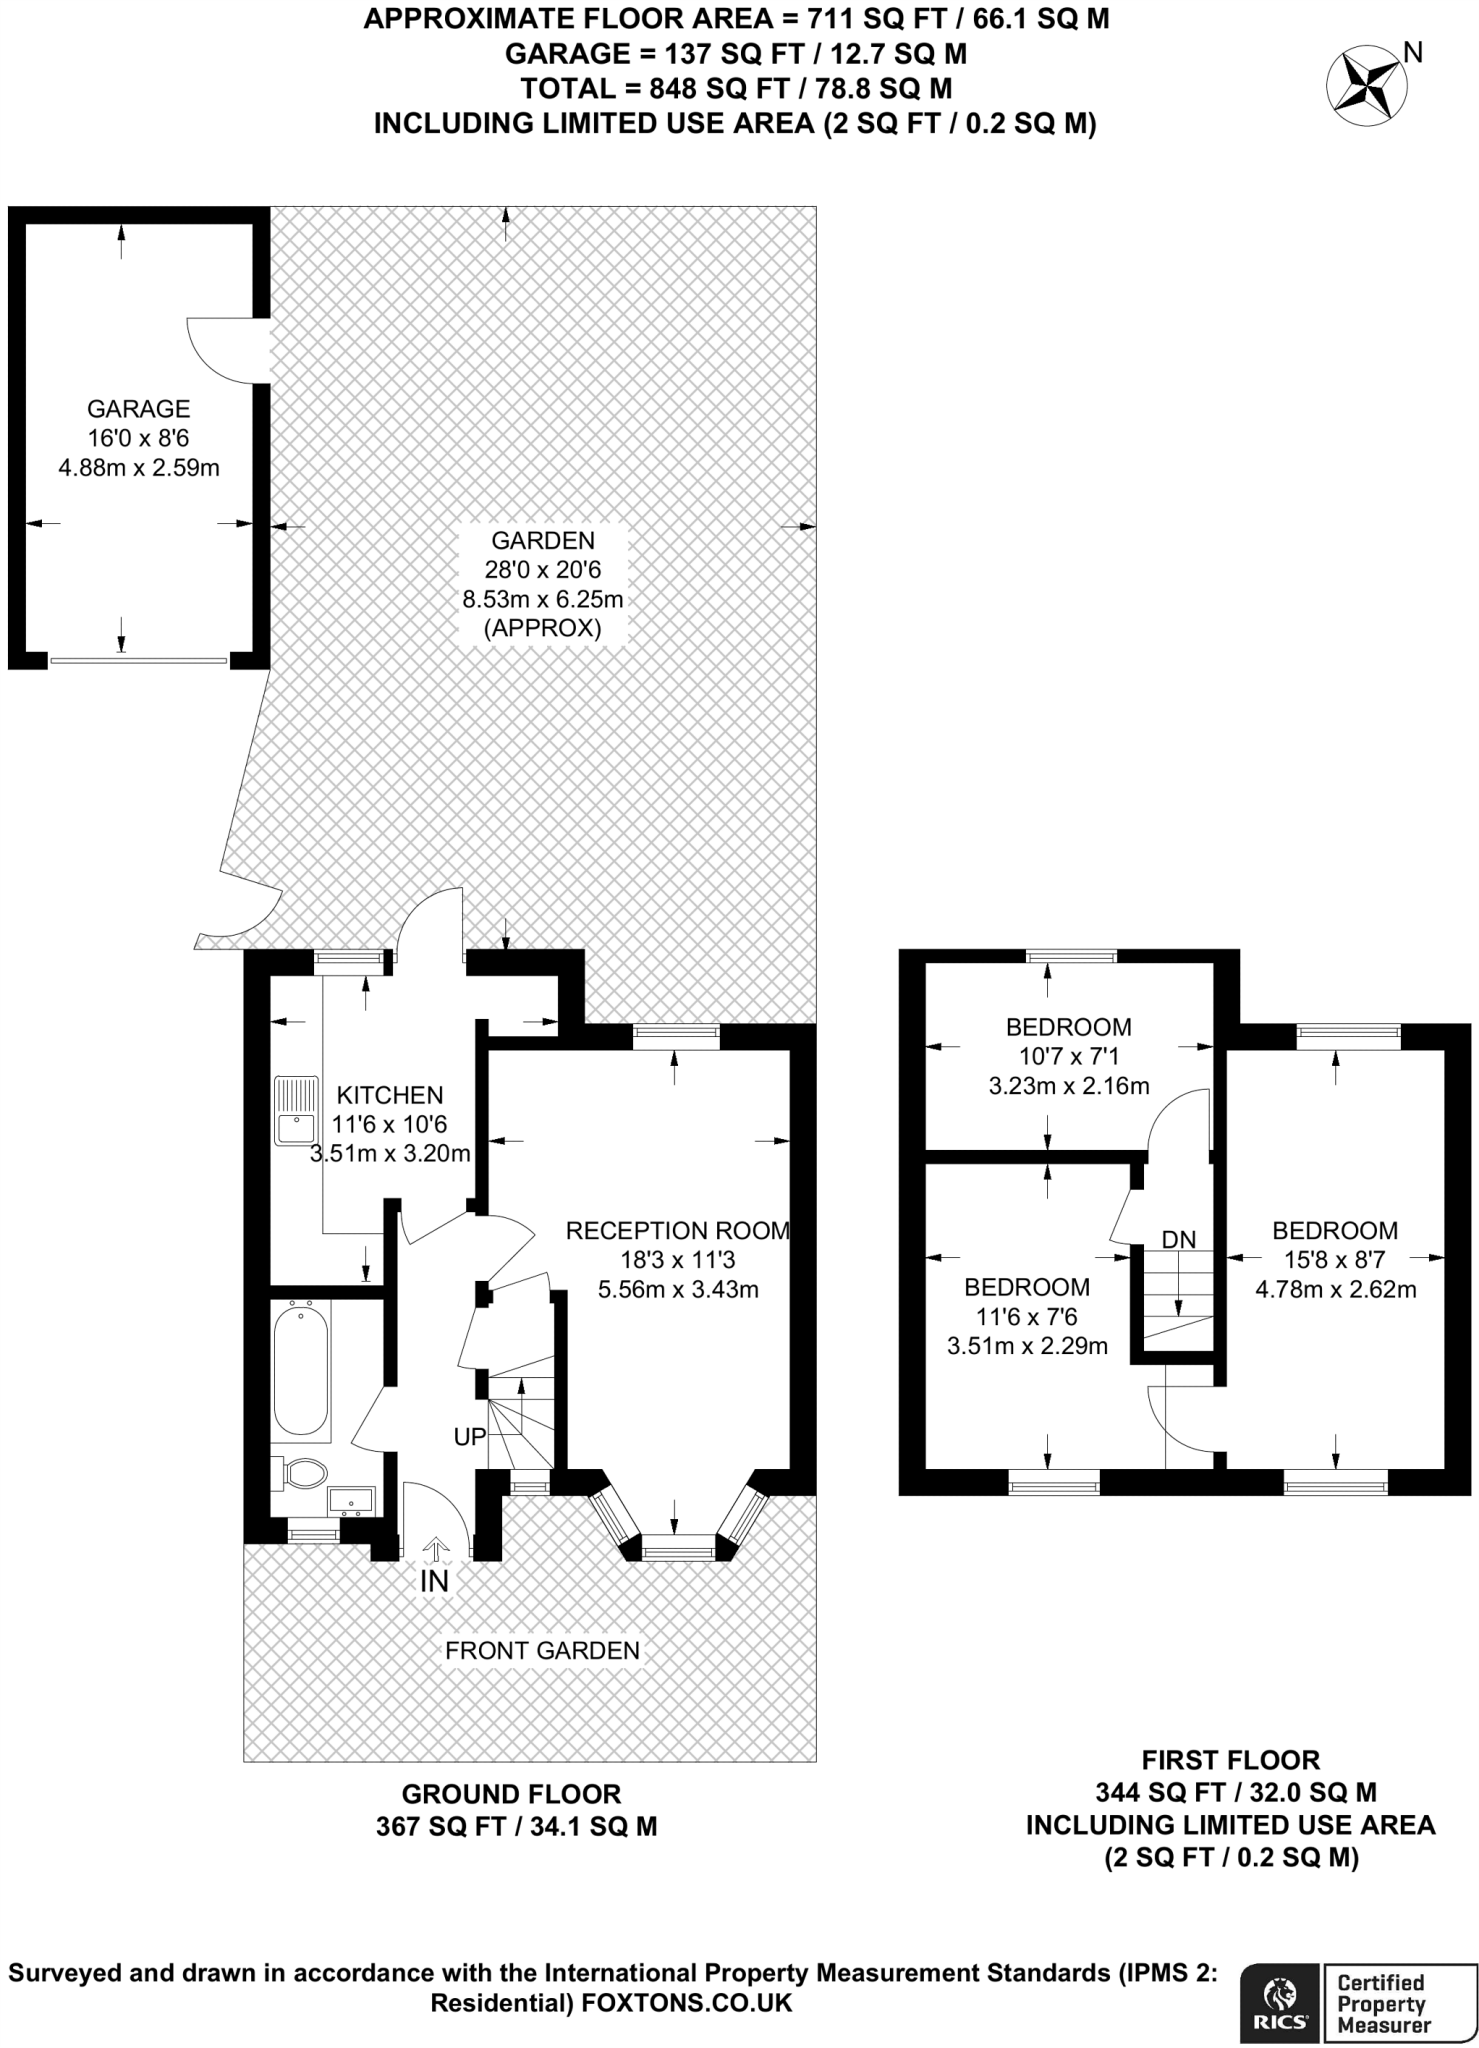 APPROXIMATE FLOOR AREA = 711 SQ FT / 66.1 SQ M
GARAGE = 137 SQ FT / 12.7 SQ M
TOTAL = 848 SQ FT / 78.8 SQ M
INCLUDING LIMITED USE AREA (2 SQ FT / 0.2 SQ M)
N
GARAGE
16'0 x 8'6
4.88m x 2.59m
GARDEN
28'0 x 20'6
8.53m x 6.25m
(APPROX)
KITCHEN
11'6 x 10'6
3.51m x 3.20m
RECEPTION ROOM
18'3 x 11'3
5.56m x 3.43m
UP
IN
FRONT GARDEN
GROUND FLOOR
367 SQ FT / 34.1 SQ M
BEDROOM
10'7 x 7'1
3.23m x 2.16m
DN
BEDROOM
11'6 x 7'6
3.51m x 2.29m
BEDROOM
15'8 x 8'7
4.78m x 2.62m
FIRST FLOOR
344 SQ FT / 32.0 SQ M
INCLUDING LIMITED USE AREA
(2 SQ FT / 0.2 SQ M)
Surveyed and drawn in accordance with the International Property Measurement Standards (IPMS 2:
Residential) FOXTONS.CO.UK
RICS
Certified
Property
Measurer